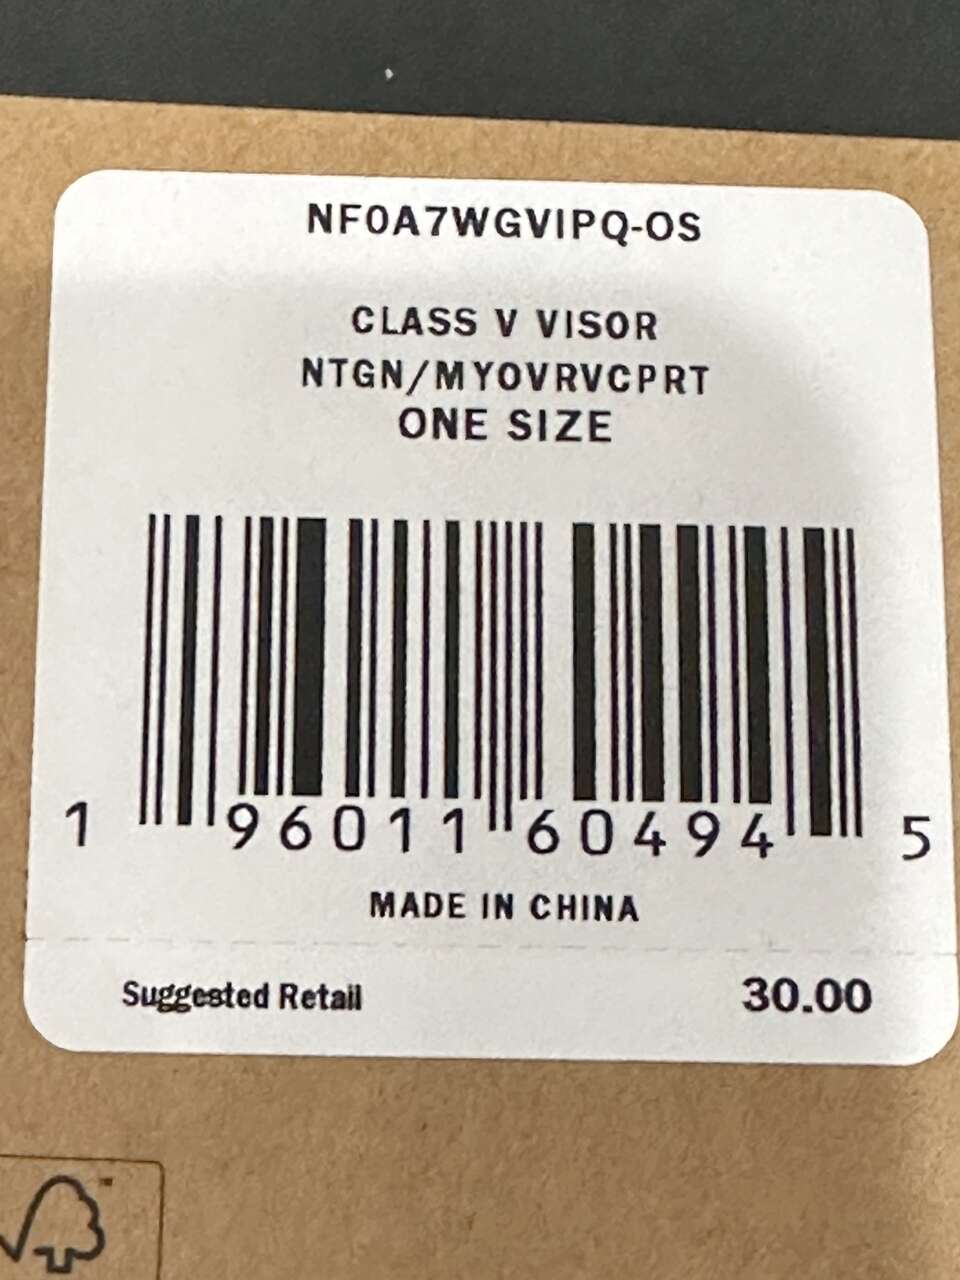 NF0A7WGVIPQ-OS
CLASS V VISOR
NTGN/MYOVRVCPRT
ONE SIZE
1 96011 60494 5
MADE IN CHINA
Suggested Retail 30.00
™